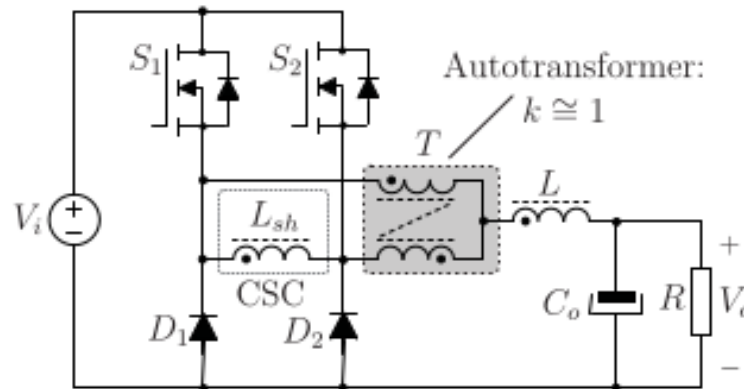 S1
S2
Autotransformer:
k ≅ 1
T
L
Vi
+
−
Lsh
CSC
+
D1
D2
Co
R
−